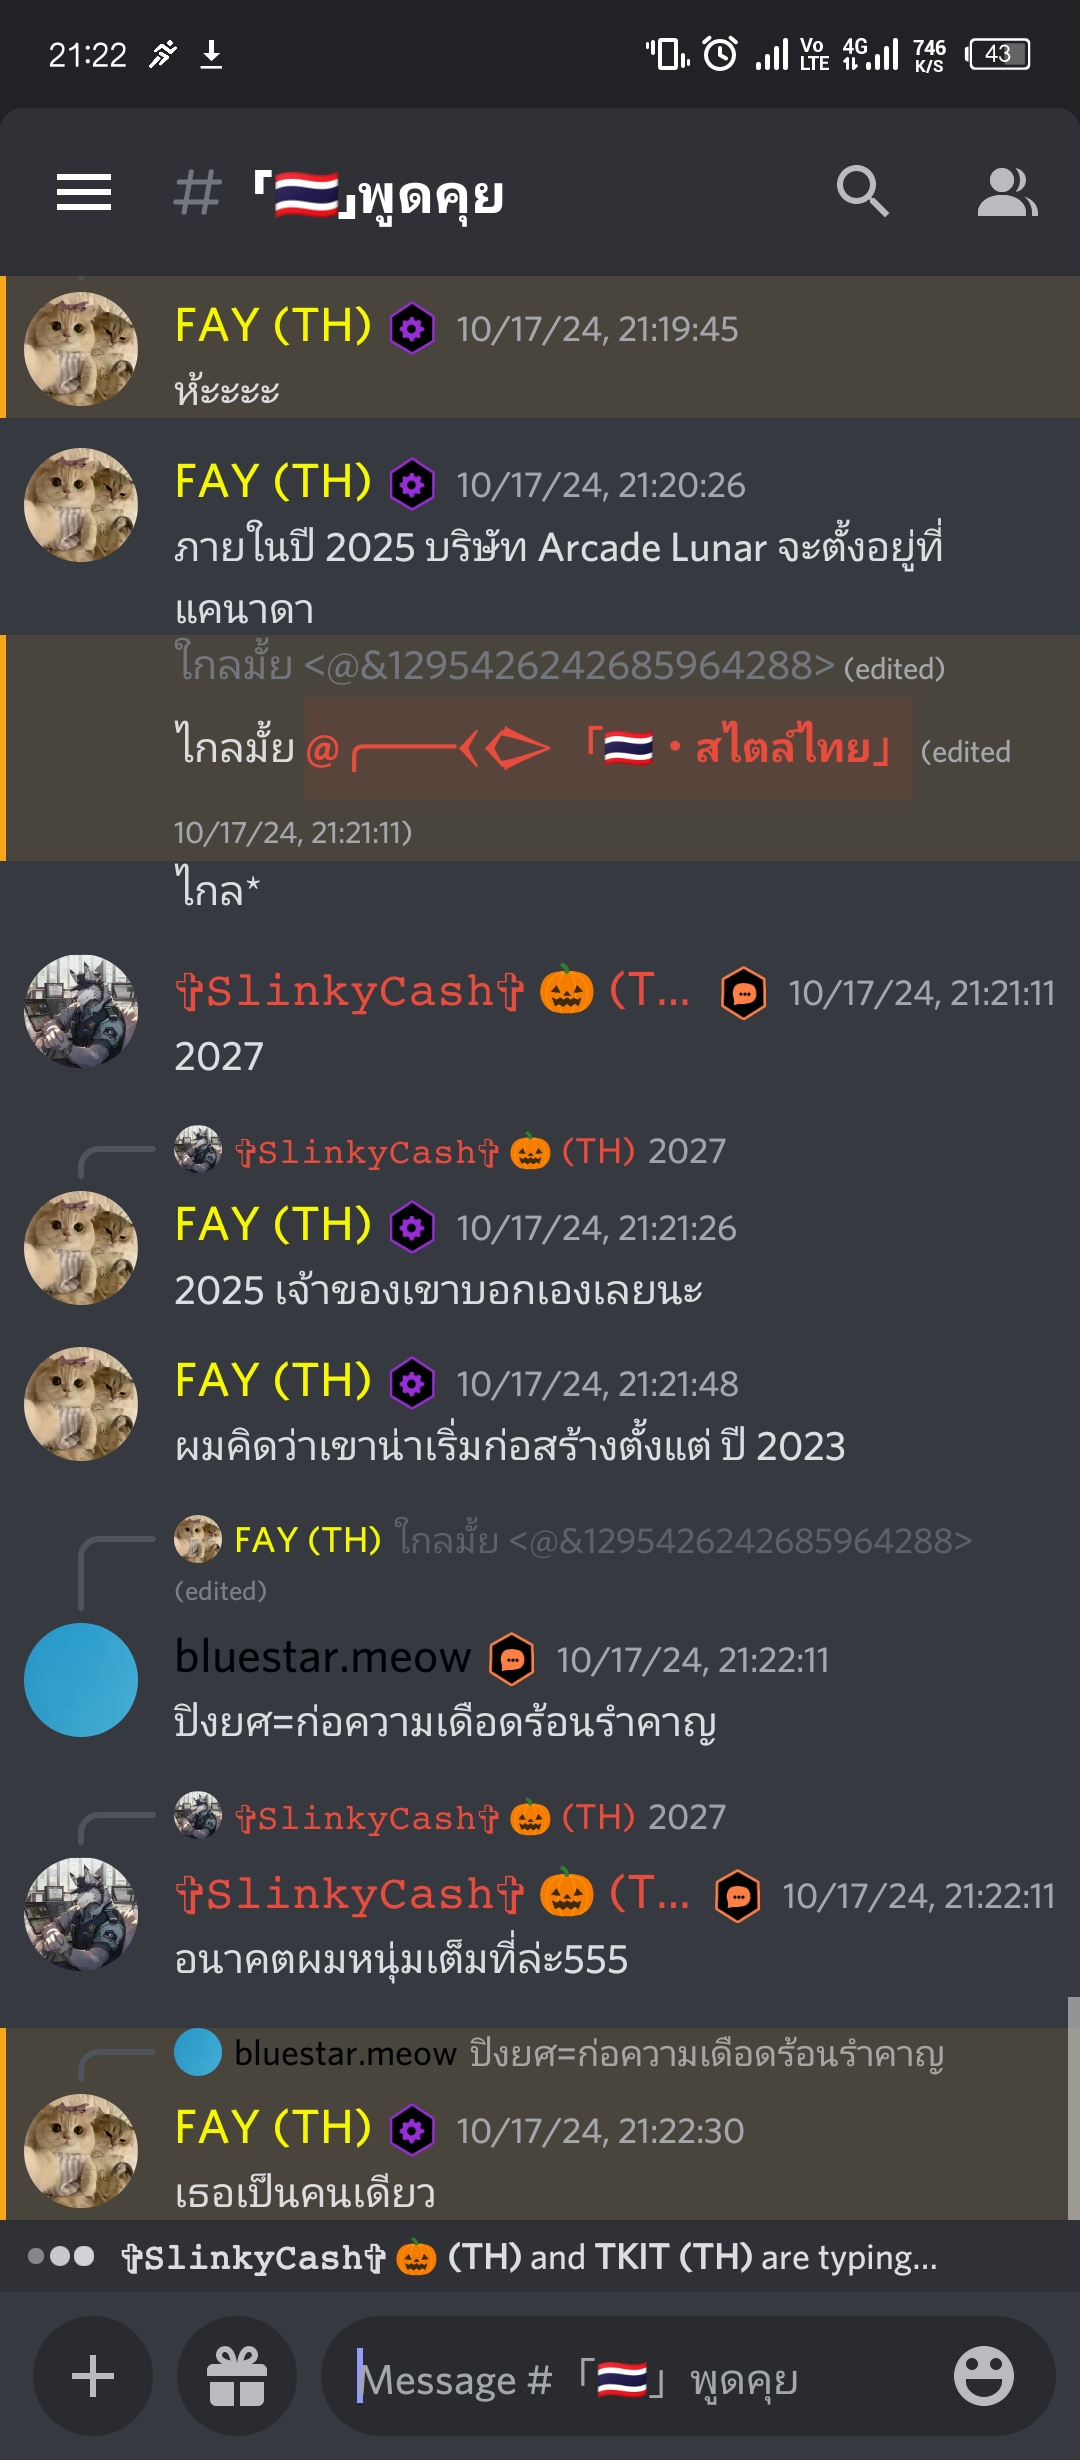 21:22 Vo LTE 4G 746 K/S 43
# 「🇹🇭」พูดคุย
FAY (TH) 10/17/24, 21:19:45
ห้ะะะะ
FAY (TH) 10/17/24, 21:20:26
ภายในปี 2025 บริษัท Arcade Lunar จะตั้งอยู่ที่
แคนาดา
ใกลมั้ย <@&1295426242685964288> (edited)
ไกลมั้ย @╭───── 「🇹🇭・สไตล์ไทย」 (edited
10/17/24, 21:21:11)
ไกล*
✞SlinkyCash✞ 🎃 (T... 10/17/24, 21:21:11
2027
✞SlinkyCash✞ 🎃 (TH) 2027
FAY (TH) 10/17/24, 21:21:26
2025 เจ้าของเขาบอกเองเลยนะ
FAY (TH) 10/17/24, 21:21:48
ผมคิดว่าเขาน่าเริ่มก่อสร้างตั้งแต่ ปี 2023
FAY (TH) ใกลมั้ย <@&1295426242685964288>
(edited)
bluestar.meow 10/17/24, 21:22:11
ปิงยศ=ก่อความเดือดร้อนรำคาญ
✞SlinkyCash✞ 🎃 (TH) 2027
✞SlinkyCash✞ 🎃 (T... 10/17/24, 21:22:11
อนาคตผมหนุ่มเต็มที่ล่ะ555
bluestar.meow ปิงยศ=ก่อความเดือดร้อนรำคาญ
FAY (TH) 10/17/24, 21:22:30
เธอเป็นคนเดียว
✞SlinkyCash✞ 🎃 (TH) and TKIT (TH) are typing...
Message #「🇹🇭」พูดคุย